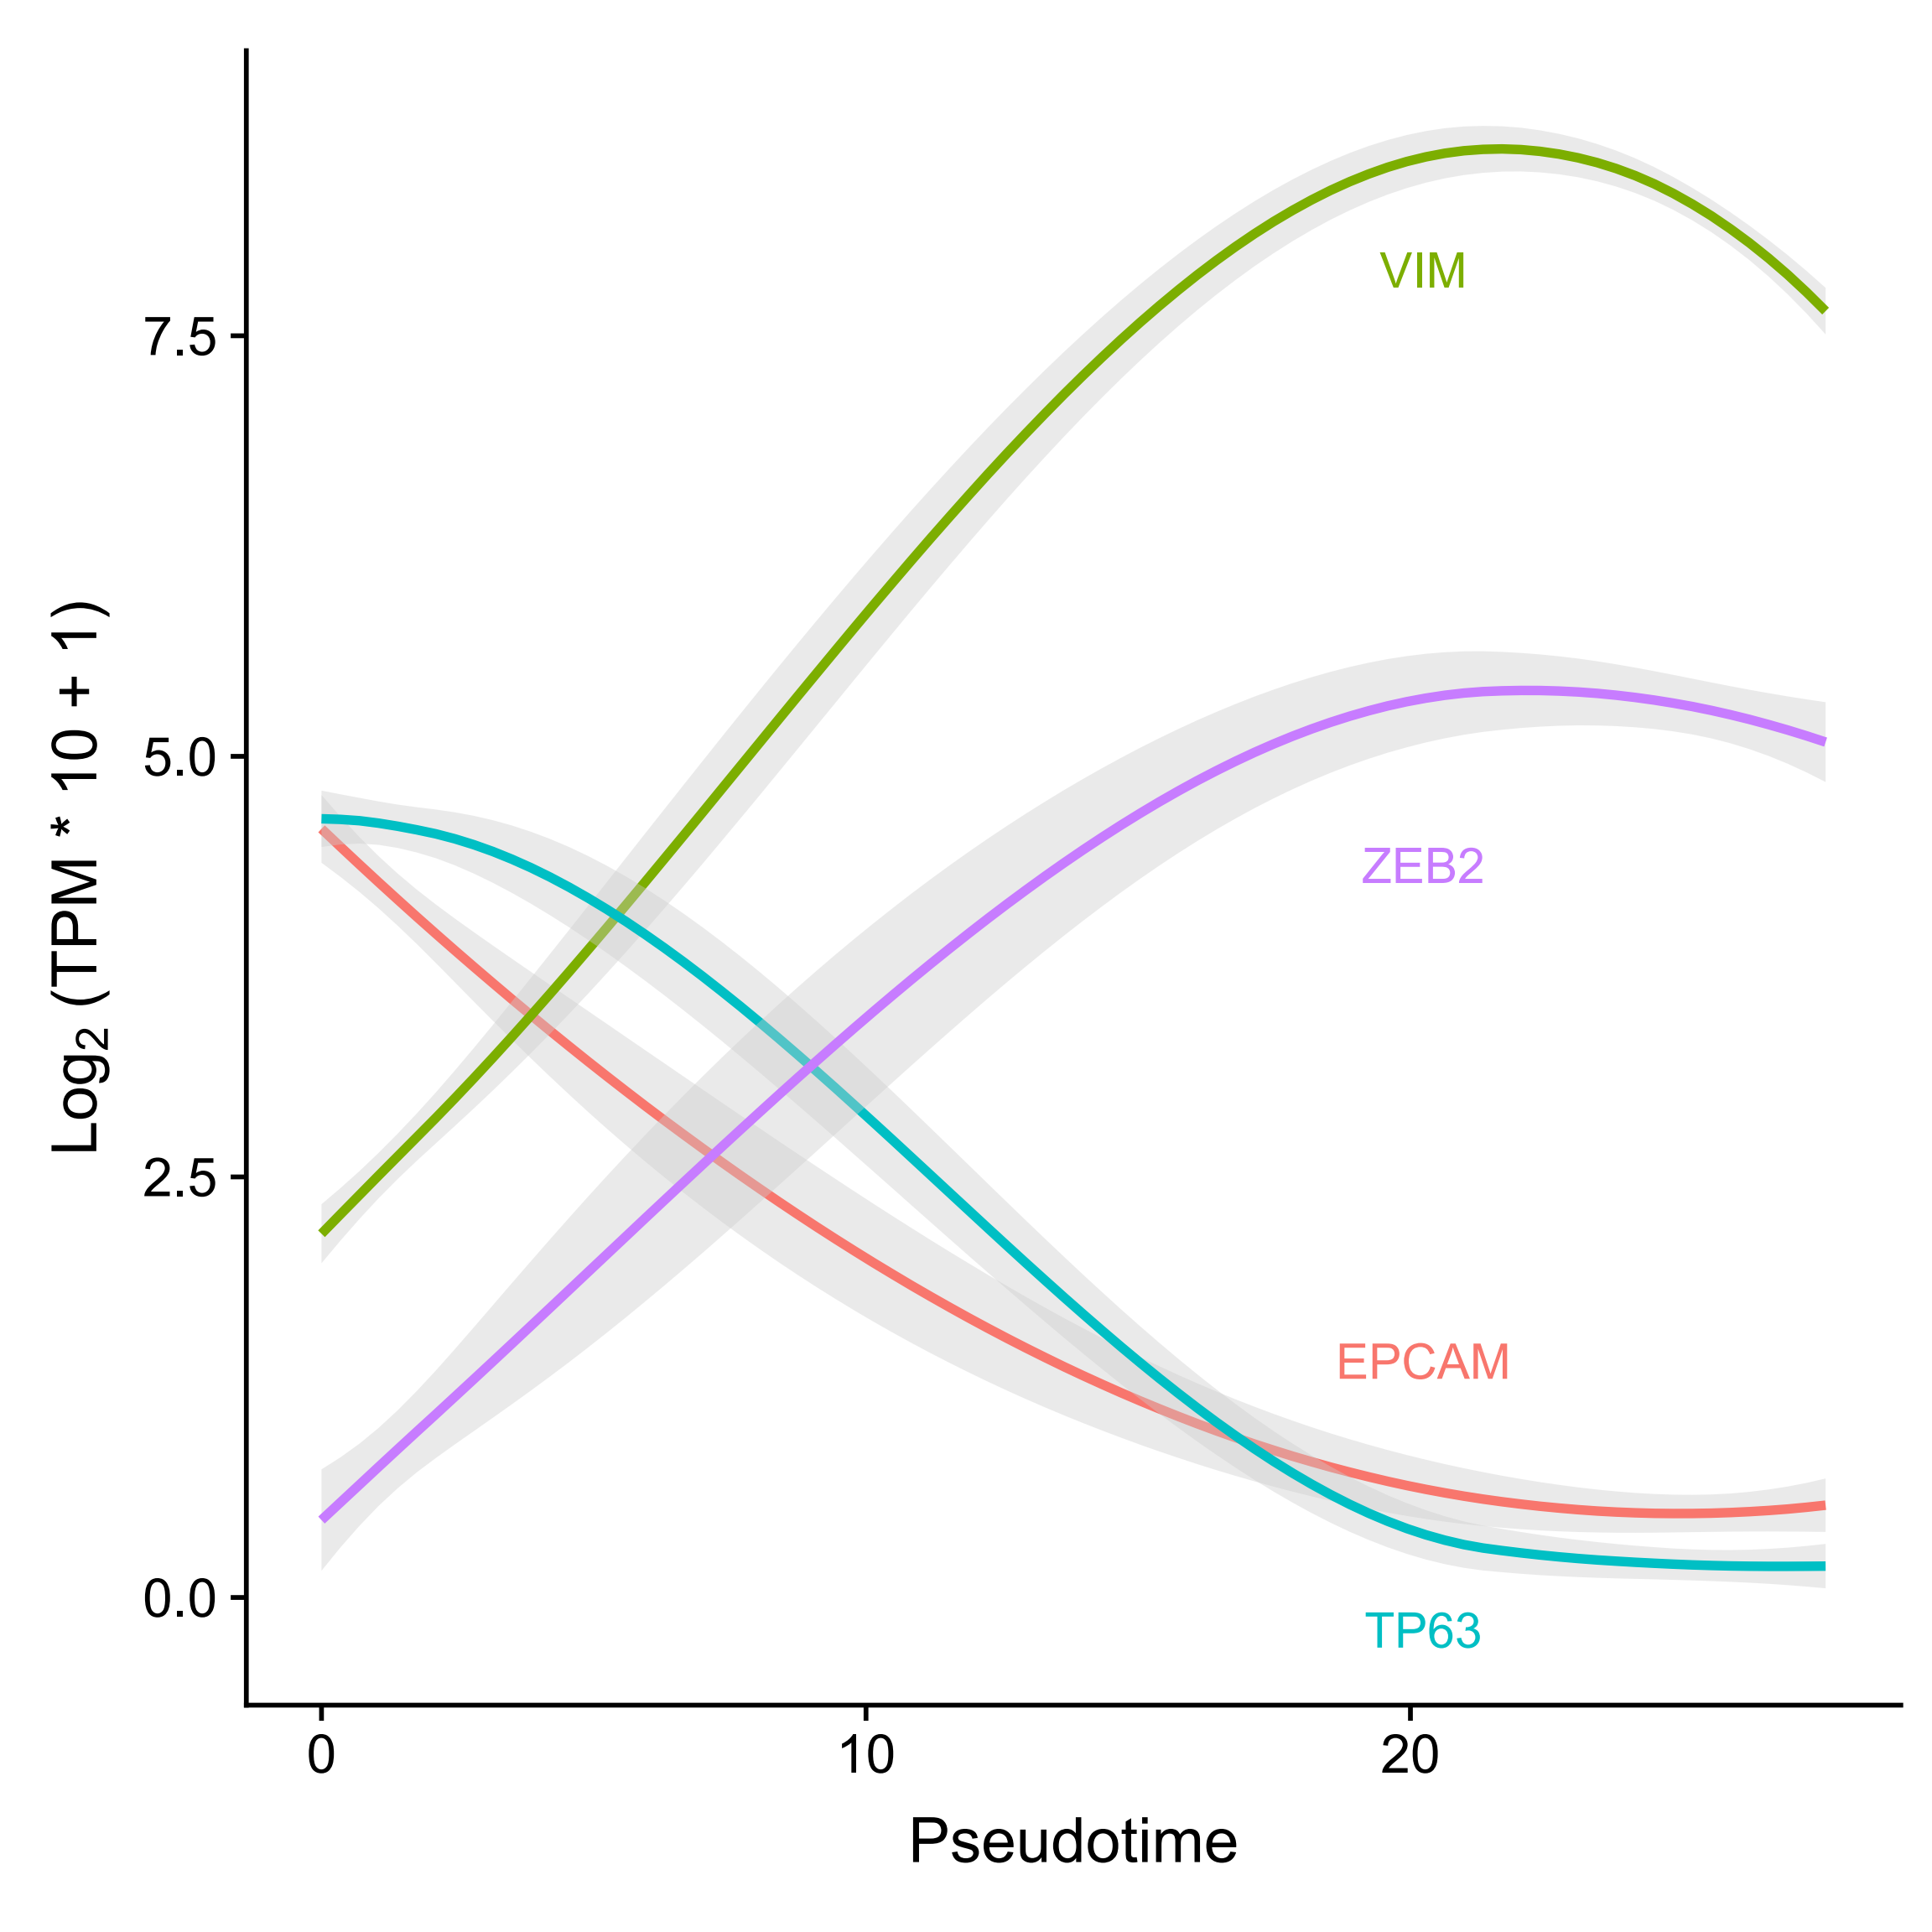 Log₂ (TPM * 10 + 1)
7.5
5.0
2.5
0.0
VIM
ZEB2
EPCAM
TP63
0 10 20
Pseudotime